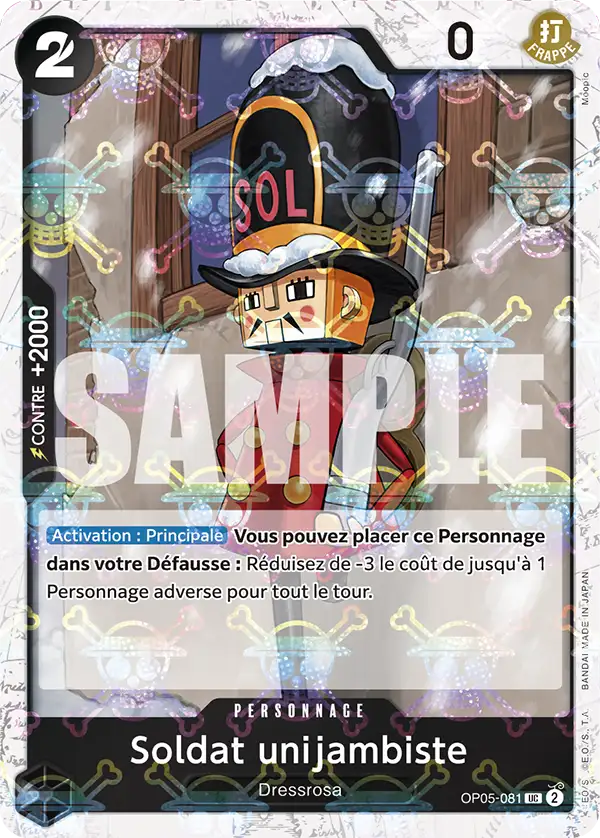 2
0
打
FRAPPE
Moopic
SOL
CONTRE +2000
SAMPLE
Activation : Principale Vous pouvez placer ce Personnage
dans votre Défausse : Réduisez de -3 le coût de jusqu'à 1
Personnage adverse pour tout le tour.
BANDAI MADE IN JAPAN
©E.O./S., T.A.
PERSONNAGE
Soldat unijambiste
Dressrosa
OP05-081 UC 2